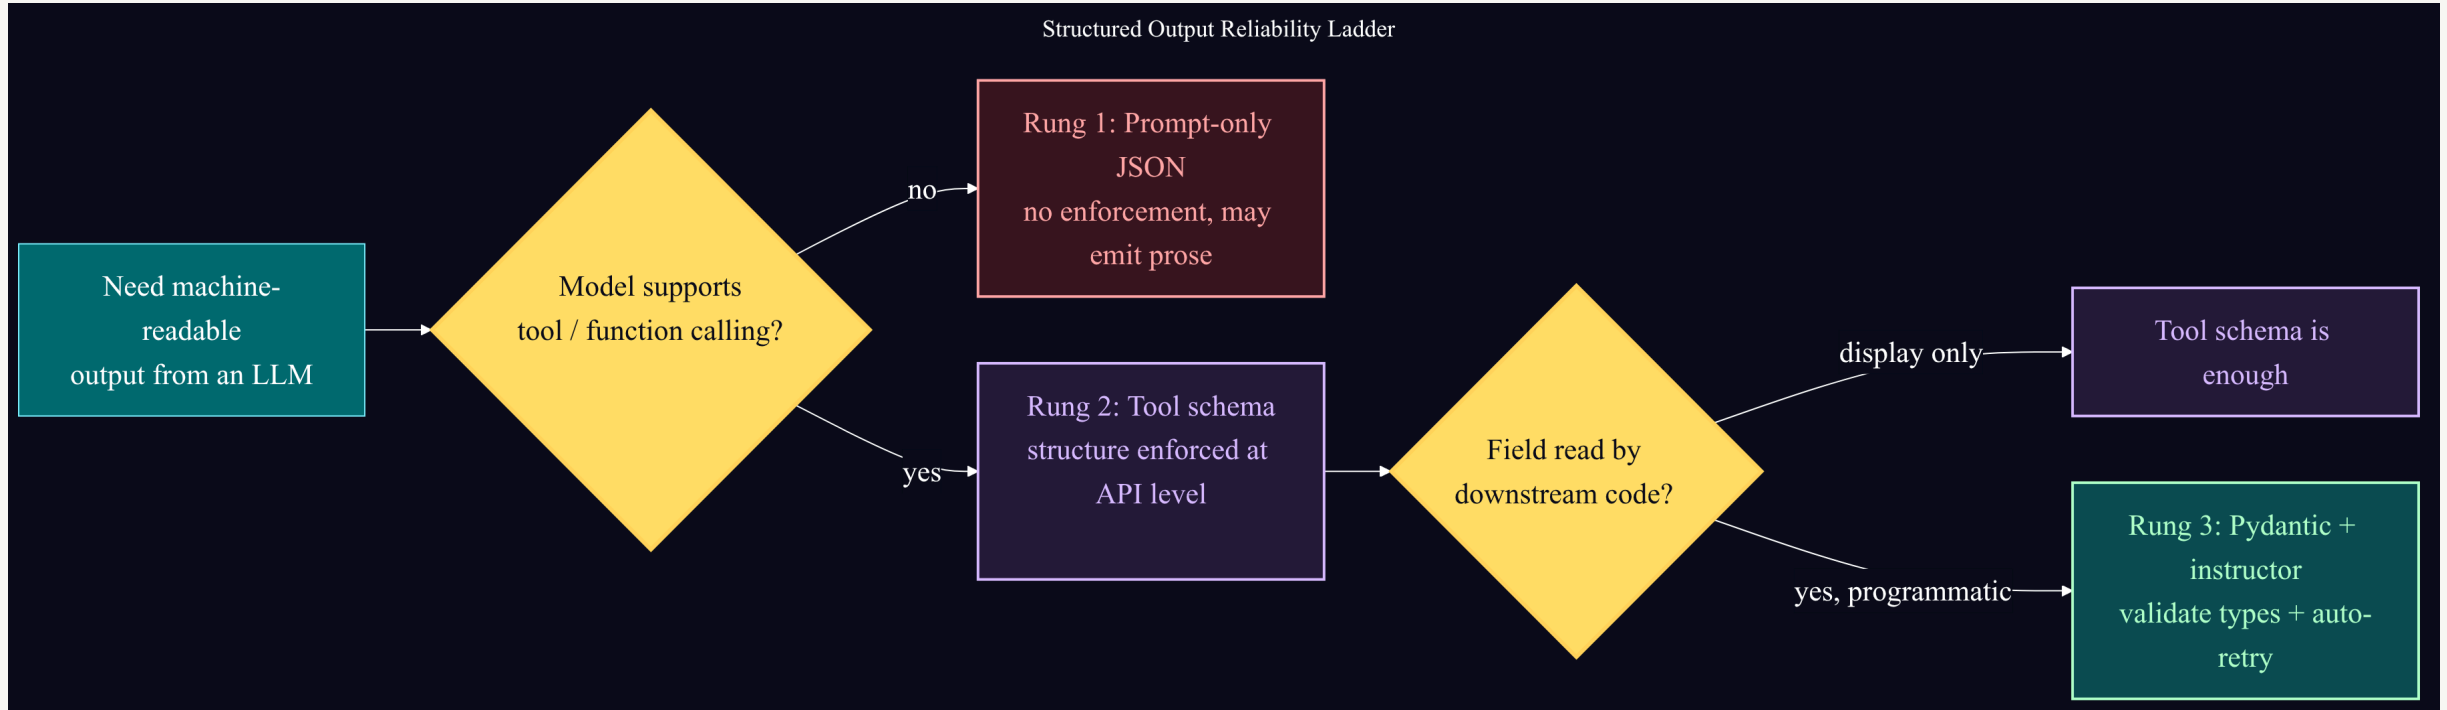 Structured Output Reliability Ladder
Need machine-
readable
output from an LLM
Model supports
tool / function calling?
no
yes
Rung 1: Prompt-only
JSON
no enforcement, may
emit prose
Rung 2: Tool schema
structure enforced at
API level
Field read by
downstream code?
display only
yes, programmatic
Tool schema is
enough
Rung 3: Pydantic +
instructor
validate types + auto-
retry